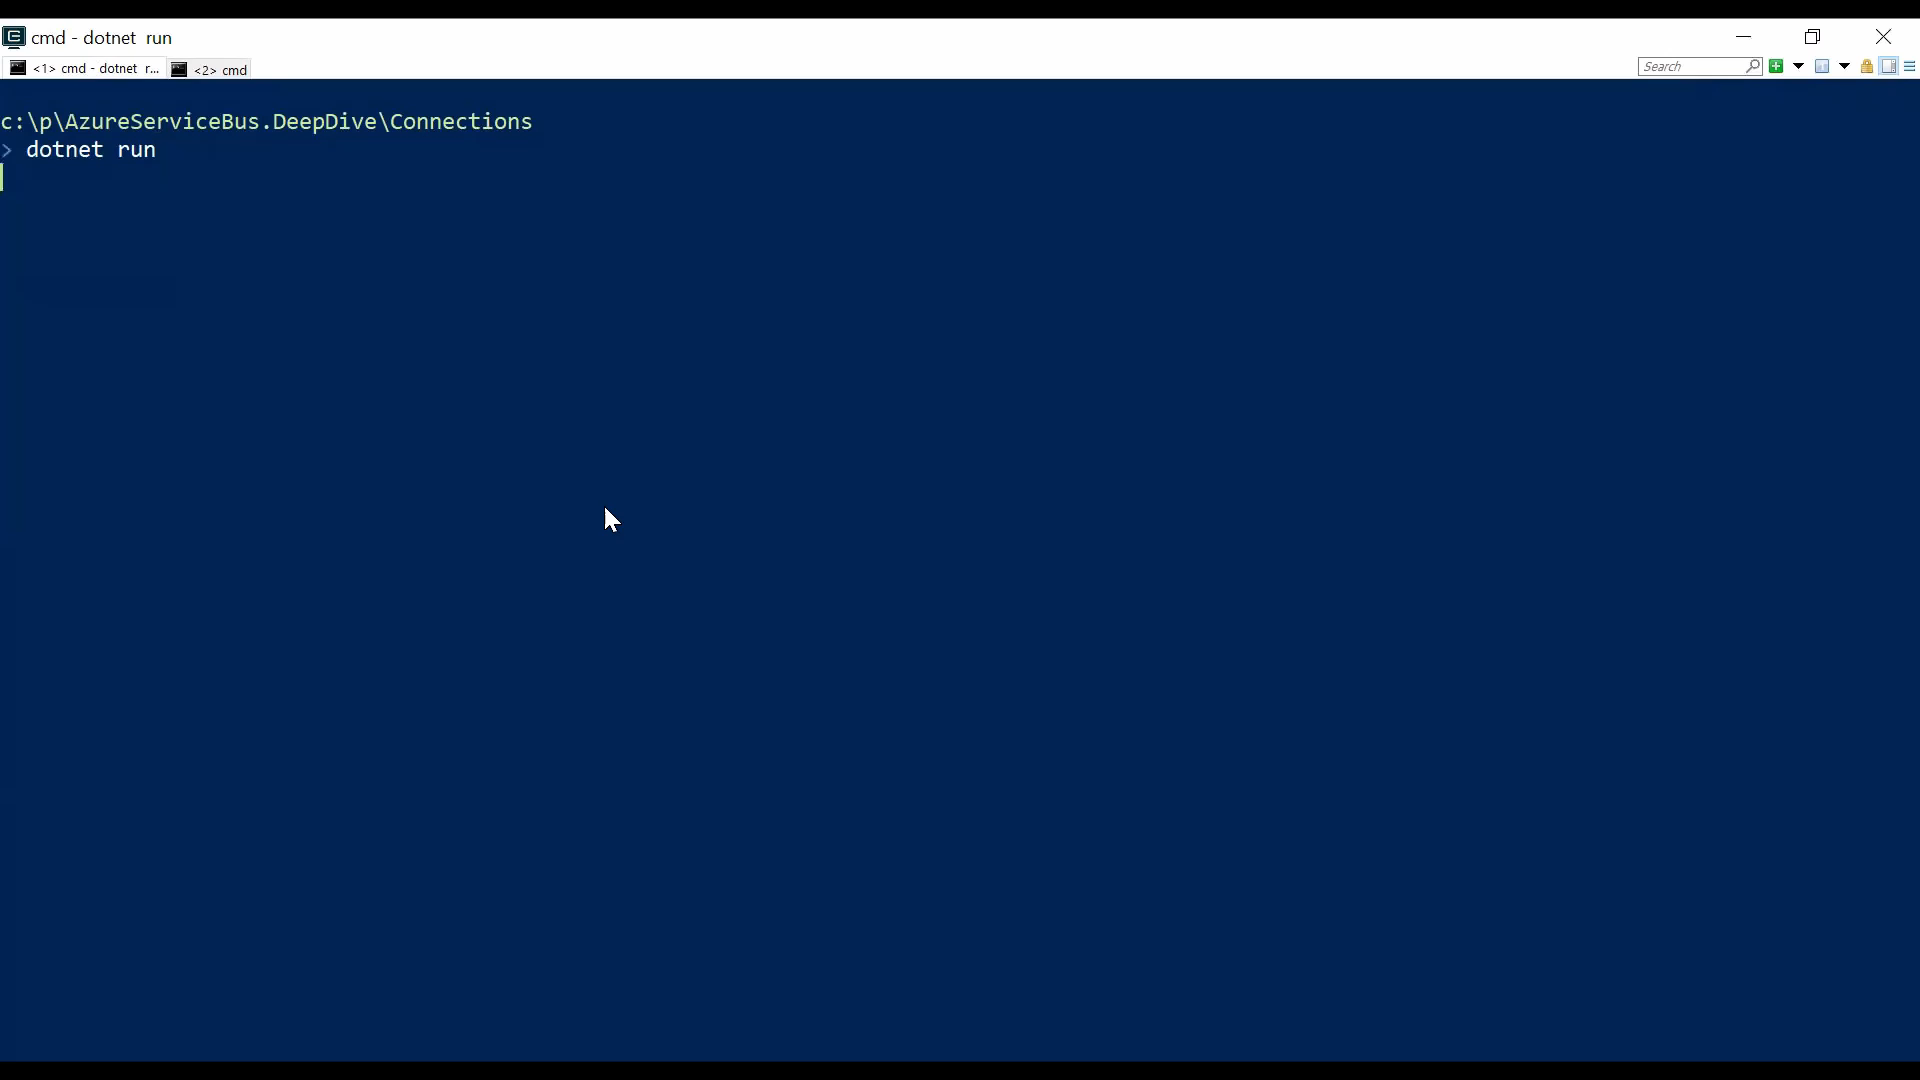 cmd - dotnet  run
<1> cmd - dotnet  r...
<2> cmd
Search
c:\p\AzureServiceBus.DeepDive\Connections
> dotnet run